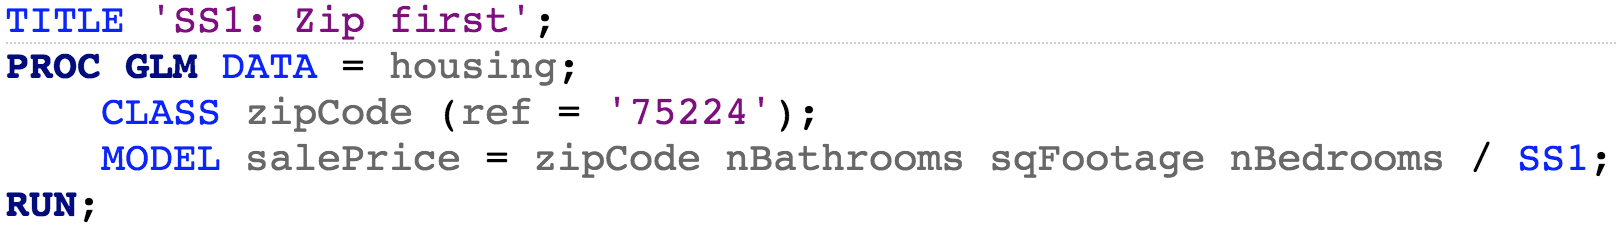 TITLE 'SS1: Zip first';
PROC GLM DATA = housing;
CLASS zipCode (ref = '75224');
MODEL salePrice = zipCode nBathrooms sqFootage nBedrooms / SS1;
RUN;